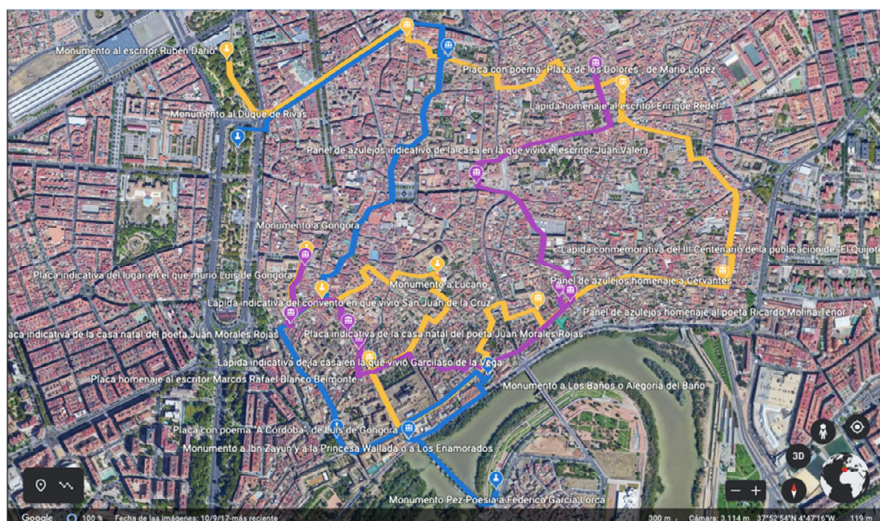 Monumento al escritor Rubén Darío
Placa con poema "Plaza de los Dolores", de Mario López
Lápida homenaje al escritor Enrique Redel
Monumento al Duque de Rivas
Panel de azulejos indicativo de la casa en la que vivió el escritor Juan Valera
Monumento a Góngora
Lápida conmemorativa del III Centenario de la publicación de "El Quijote
Placa indicativa del lugar en el que murió Luis de Góngora
Monumento a Lucano
Panel de azulejos homenaje a Cervantes
Lápida indicativa del convento en que vivió San Juan de la Cruz
Panel de azulejos homenaje al poeta Ricardo Molina Tenor
aca indicativa de la casa natal del poeta Juan Morales Rojas
Placa indicativa de la casa natal del poeta Juan Morales Rojas
Lápida indicativa de la casa en la que vivió Garcilaso de la Vega
Placa homenaje al escritor Marcos Rafael Blanco Belmonte
Monumento a Los Baños o Alegoría del Baño
Placa con poema "A Córdoba", de Luis de Góngora
Monumento a Ibn Zayun y a la Princesa Wallada o a Los Enamorados
3D
Monumento Pez-Poesía a Federico García Lorca
Google
100 %
Fecha de las imágenes: 10/9/17-más reciente
300 m
Cámara: 3.114 m
37°52'54"N 4°47'16"W
119 m